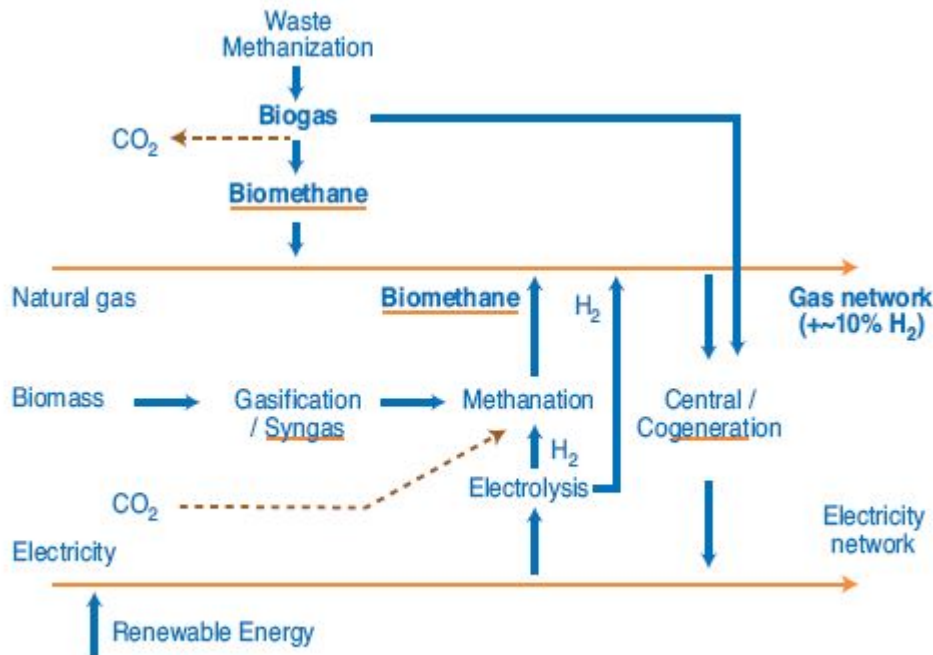 Waste
Methanization
Biogas
CO₂
Biomethane
Natural gas
Biomethane
H₂
Gas network
(+~10% H₂)
Biomass
Gasification
/ Syngas
Methanation
Central /
Cogeneration
H₂
Electrolysis
CO₂
Electricity
Electricity
network
Renewable Energy